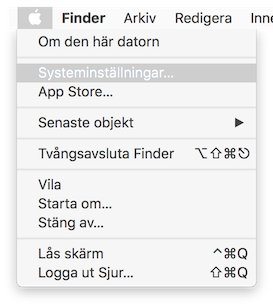 Finder Arkiv Redigera Inne
Om den här datorn
Systeminställningar...
App Store...
Senaste objekt ▶
Tvångsavsluta Finder ⌥⇧⌘⎋
Vila
Starta om...
Stäng av...
Lås skärm ^⌘Q
Logga ut Sjur... ⇧⌘Q